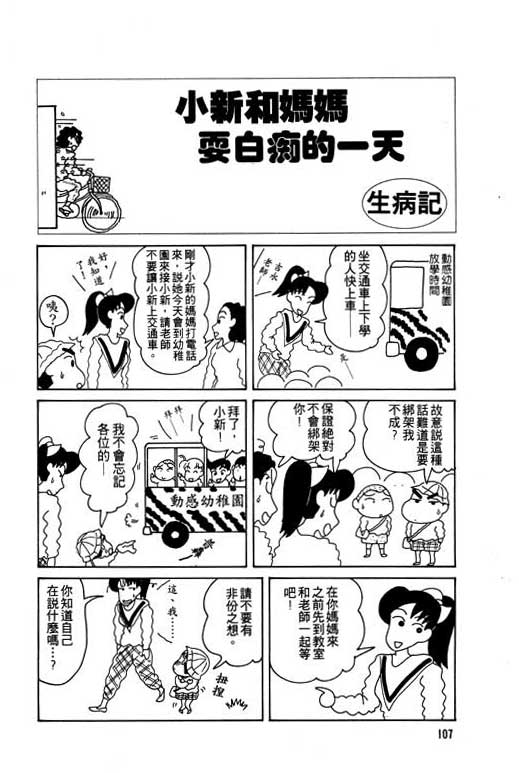 小新和媽媽
耍白痴的一天
生病記
動感幼稚園
放學時間
坐交通車上下學
的人快上車！
吉永
老師！
是
剛才小新的媽媽打電話
來，說她今天會到幼稚
園來接小新，請老師
不要讓小新上交通車。
好，
我知道
了。
咦？
故意說這種
話難道是要
綁架我
不成？
保證絕對
不會綁架
你！
拜了，
小新！
拜拜
動感幼稚園
我不會忘記
各位的！
在你媽媽來
之前先到教室
和老師一起等
吧！
請不要有
非份之想。
這、我……
扭捏
你知道自己
在說什麼嗎…？
107